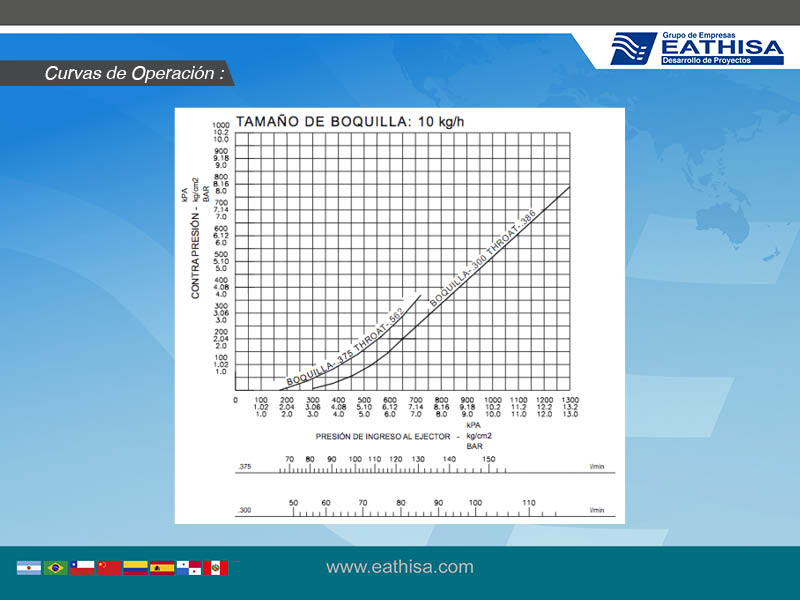 Grupo de Empresas
EATHISA
Desarrollo de Proyectos
Curvas de Operación :
TAMAÑO DE BOQUILLA: 10 kg/h
1000
10.2
10.0
900
9.18
9.0
800
8.16
8.0
700
7.14
7.0
600
6.12
6.0
500
5.10
5.0
400
4.08
4.0
300
3.06
3.0
200
2.04
2.0
100
1.02
1.0
CONTRA PRESIÓN - kPA kg/cm2 BAR
BOQUILLA-.375 THROAT-.562
BOQUILLA-.300 THROAT-.386
0 100 200 300 400 500 600 700 800 900 1000 1100 1200 1300
1.02 2.04 3.06 4.08 5.10 6.12 7.14 8.16 9.18 10.2 11.2 12.2 13.2
1.0 2.0 3.0 4.0 5.0 6.0 7.0 8.0 9.0 10.0 11.0 12.0 13.0
kPA
PRESIÓN DE INGRESO AL EJECTOR - kg/cm2
BAR
70 80 90 100 110 120 130 140 150
.375 l/min
50 60 70 80 90 100 110
.300 l/min
www.eathisa.com